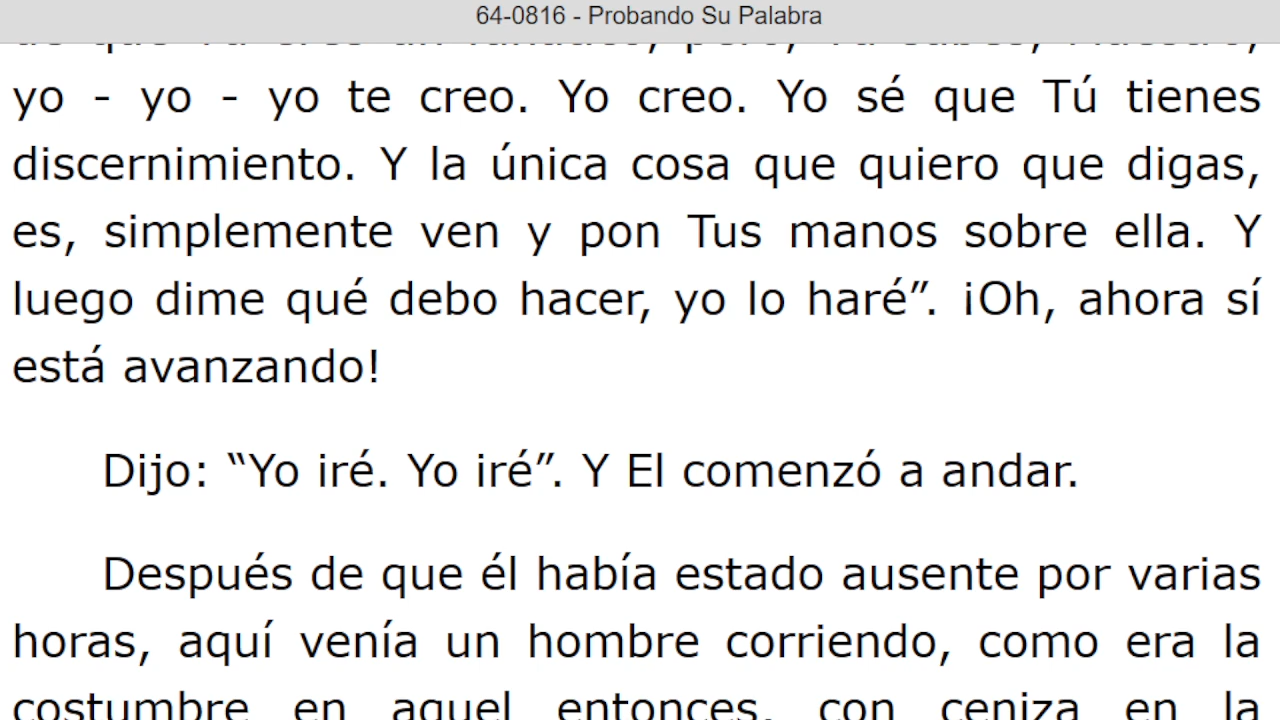 64-0816 - Probando Su Palabra
yo - yo - yo te creo. Yo creo. Yo sé que Tú tienes
discernimiento. Y la única cosa que quiero que digas,
es, simplemente ven y pon Tus manos sobre ella. Y
luego dime qué debo hacer, yo lo haré”. ¡Oh, ahora sí
está avanzando!
Dijo: “Yo iré. Yo iré”. Y El comenzó a andar.
Después de que él había estado ausente por varias
horas, aquí venía un hombre corriendo, como era la
costumbre en aquel entonces, con ceniza en la